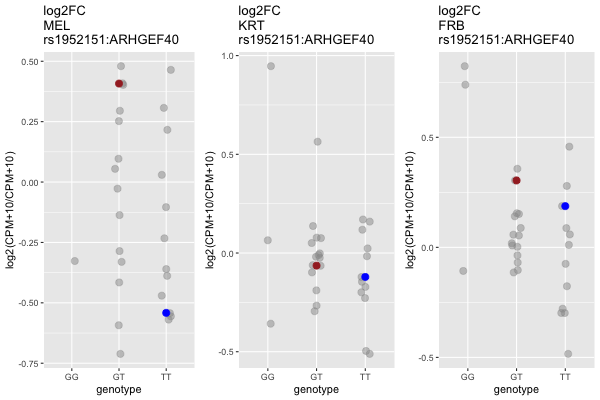 log2FC
MEL
rs1952151:ARHGEF40
log2(CPM+10/CPM+10)
0.50
0.25
0.00
-0.25
-0.50
-0.75
GG GT TT
genotype
log2FC
KRT
rs1952151:ARHGEF40
log2(CPM+10/CPM+10)
1.0
0.5
0.0
-0.5
GG GT TT
genotype
log2FC
FRB
rs1952151:ARHGEF40
log2(CPM+10/CPM+10)
0.5
0.0
-0.5
GG GT TT
genotype